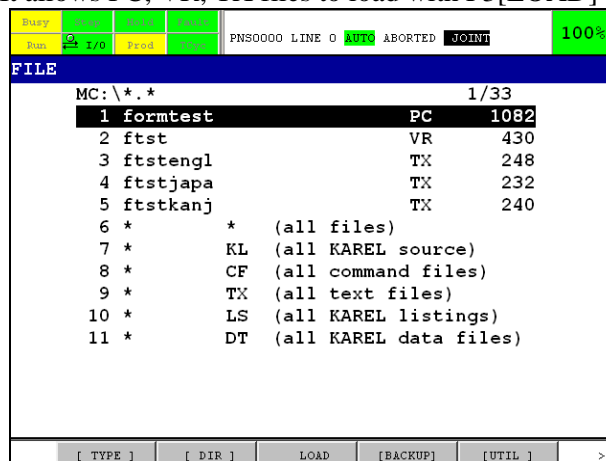 It allows PC, VR, TX files to load with F3[LOAD]
Busy Step Hold Fault
Run I/O Prod TCyc
PNS0000 LINE 0 AUTO ABORTED JOINT
100%
FILE
MC:\*.* 1/33
1 formtest PC 1082
2 ftst VR 430
3 ftstengl TX 248
4 ftstjapa TX 232
5 ftstkanj TX 240
6 * * (all files)
7 * KL (all KAREL source)
8 * CF (all command files)
9 * TX (all text files)
10 * LS (all KAREL listings)
11 * DT (all KAREL data files)
[ TYPE ] [ DIR ] LOAD [BACKUP] [UTIL ] >